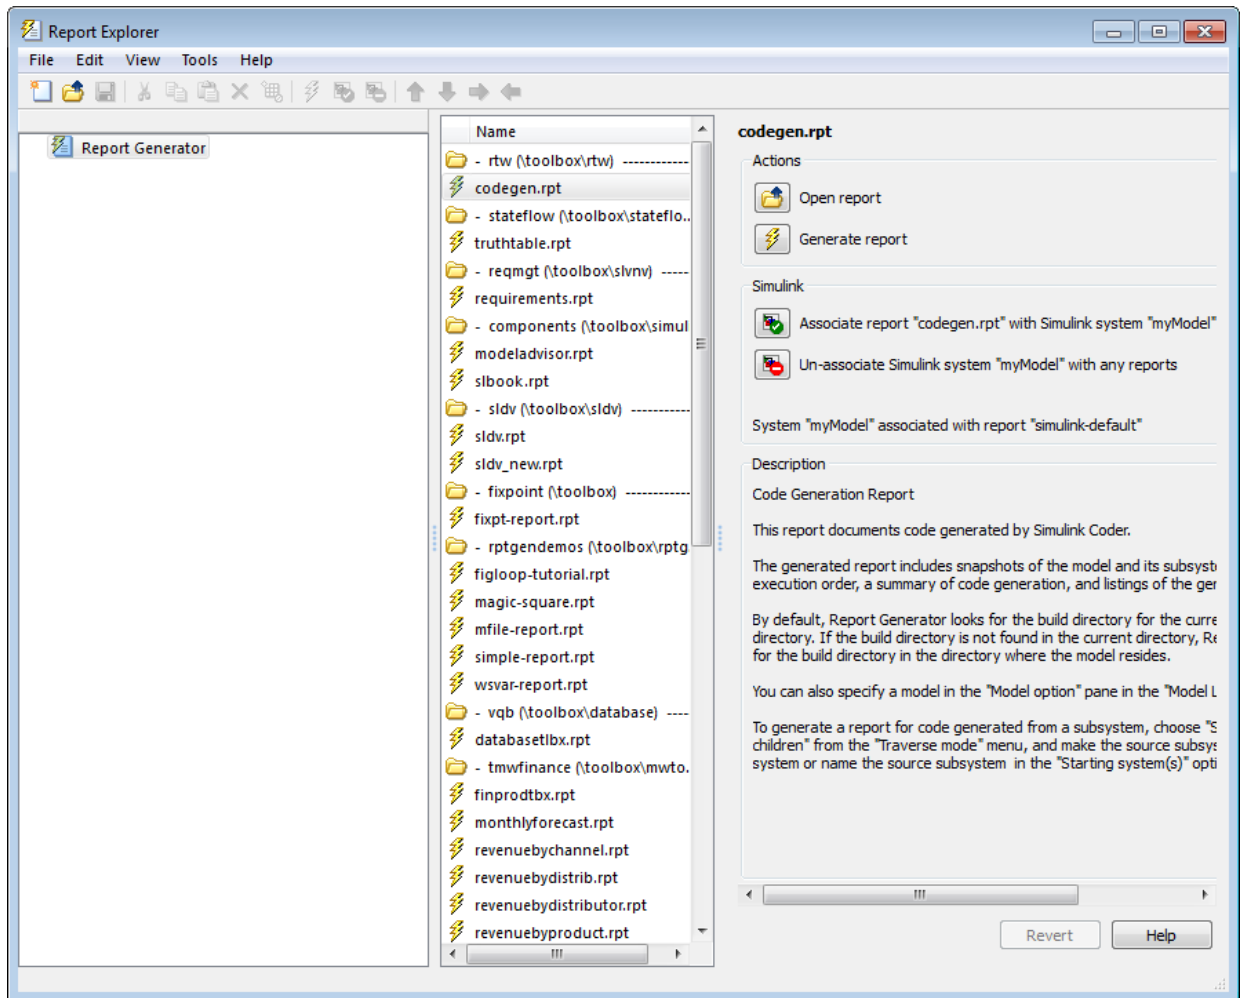 Report Explorer
File Edit View Tools Help
Report Generator
Name
- rtw (\toolbox\rtw) ------------
codegen.rpt
- stateflow (\toolbox\stateflo..
truthtable.rpt
- reqmgt (\toolbox\slvnv) -----
requirements.rpt
- components (\toolbox\simul
modeladvisor.rpt
slbook.rpt
- sldv (\toolbox\sldv) -----------
sldv.rpt
sldv_new.rpt
- fixpoint (\toolbox) ------------
fixpt-report.rpt
- rptgendemos (\toolbox\rptg
figloop-tutorial.rpt
magic-square.rpt
mfile-report.rpt
simple-report.rpt
wsvar-report.rpt
- vqb (\toolbox\database) ----
databasetlbx.rpt
- tmwfinance (\toolbox\mwto.
finprodtbx.rpt
monthlyforecast.rpt
revenuebychannel.rpt
revenuebydistrib.rpt
revenuebydistributor.rpt
revenuebyproduct.rpt
codegen.rpt
Actions
Open report
Generate report
Simulink
Associate report "codegen.rpt" with Simulink system "myModel"
Un-associate Simulink system "myModel" with any reports
System "myModel" associated with report "simulink-default"
Description
Code Generation Report
This report documents code generated by Simulink Coder.
The generated report includes snapshots of the model and its subsyste
execution order, a summary of code generation, and listings of the ger
By default, Report Generator looks for the build directory for the curre
directory. If the build directory is not found in the current directory, Re
for the build directory in the directory where the model resides.
You can also specify a model in the "Model option" pane in the "Model L
To generate a report for code generated from a subsystem, choose "S
children" from the "Traverse mode" menu, and make the source subsys
system or name the source subsystem in the "Starting system(s)" opti
Revert Help